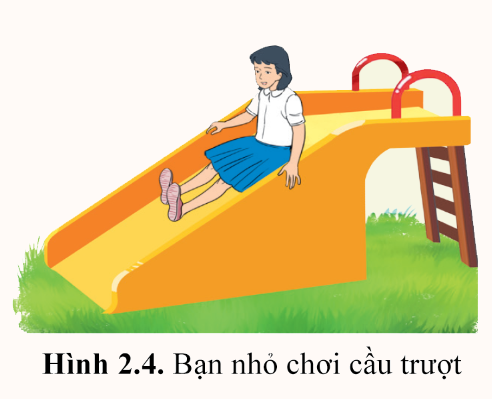 Hình 2.4. Bạn nhỏ chơi cầu trượt